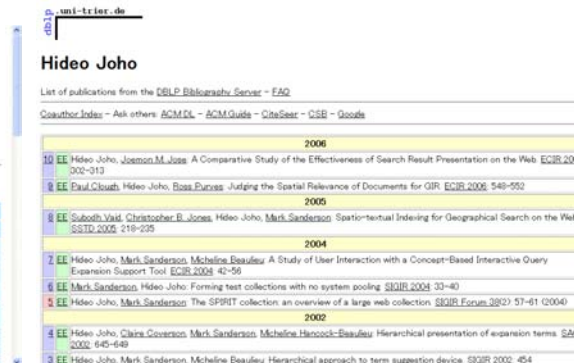 dblp.uni-trier.de
Hideo Joho
List of publications from the DBLP Bibliography Server - FAQ
Coauthor Index - Ask others: ACM DL - ACM Guide - CiteSeer - CSB - Google
2006
10 EE Hideo Joho, Joemon M. Jose: A Comparative Study of the Effectiveness of Search Result Presentation on the Web. ECIR 20
302-313
9 EE Paul Clough, Hideo Joho, Ross Purves: Judging the Spatial Relevance of Documents for GIR. ECIR 2006: 548-552
2005
8 EE Subodh Vaid, Christopher B. Jones, Hideo Joho, Mark Sanderson: Spatio-textual Indexing for Geographical Search on the Web
SSTD 2005: 218-235
2004
7 EE Hideo Joho, Mark Sanderson, Micheline Beaulieu: A Study of User Interaction with a Concept-Based Interactive Query
Expansion Support Tool. ECIR 2004: 42-56
6 EE Mark Sanderson, Hideo Joho: Forming test collections with no system pooling. SIGIR 2004: 33-40
5 EE Hideo Joho, Mark Sanderson: The SPIRIT collection: an overview of a large web collection. SIGIR Forum 38(2): 57-61 (2004)
2002
4 EE Hideo Joho, Claire Coverson, Mark Sanderson, Micheline Hancock-Beaulieu: Hierarchical presentation of expansion terms. SA
2002: 645-649
3 EE Hideo Joho, Mark Sanderson, Micheline Beaulieu: Hierarchical approach to term suggestion device. SIGIR 2002: 454